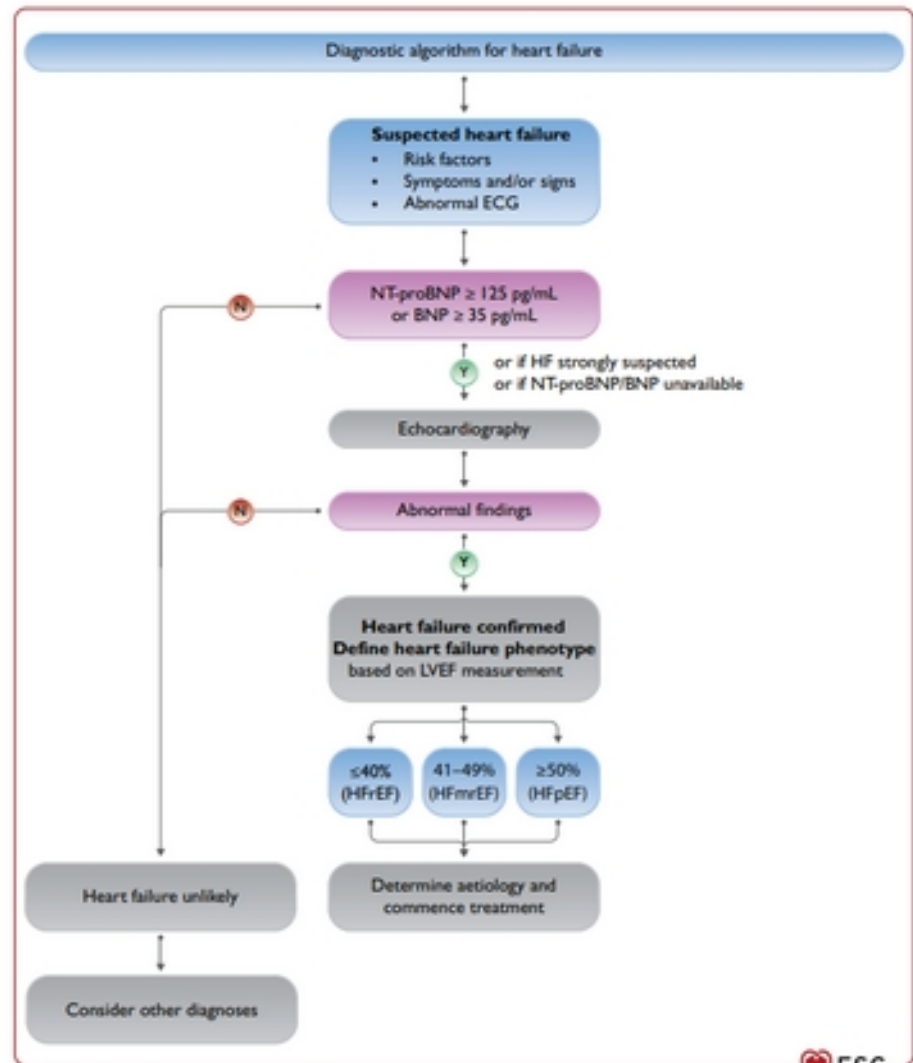 Diagnostic algorithm for heart failure
Suspected heart failure
• Risk factors
• Symptoms and/or signs
• Abnormal ECG
NT-proBNP ≥ 125 pg/mL
or BNP ≥ 35 pg/mL
N
Y
or if HF strongly suspected
or if NT-proBNP/BNP unavailable
Echocardiography
N
Abnormal findings
Y
Heart failure confirmed
Define heart failure phenotype
based on LVEF measurement
≤40%
(HFrEF)
41–49%
(HFmrEF)
≥50%
(HFpEF)
Heart failure unlikely
Determine aetiology and
commence treatment
Consider other diagnoses
ESC